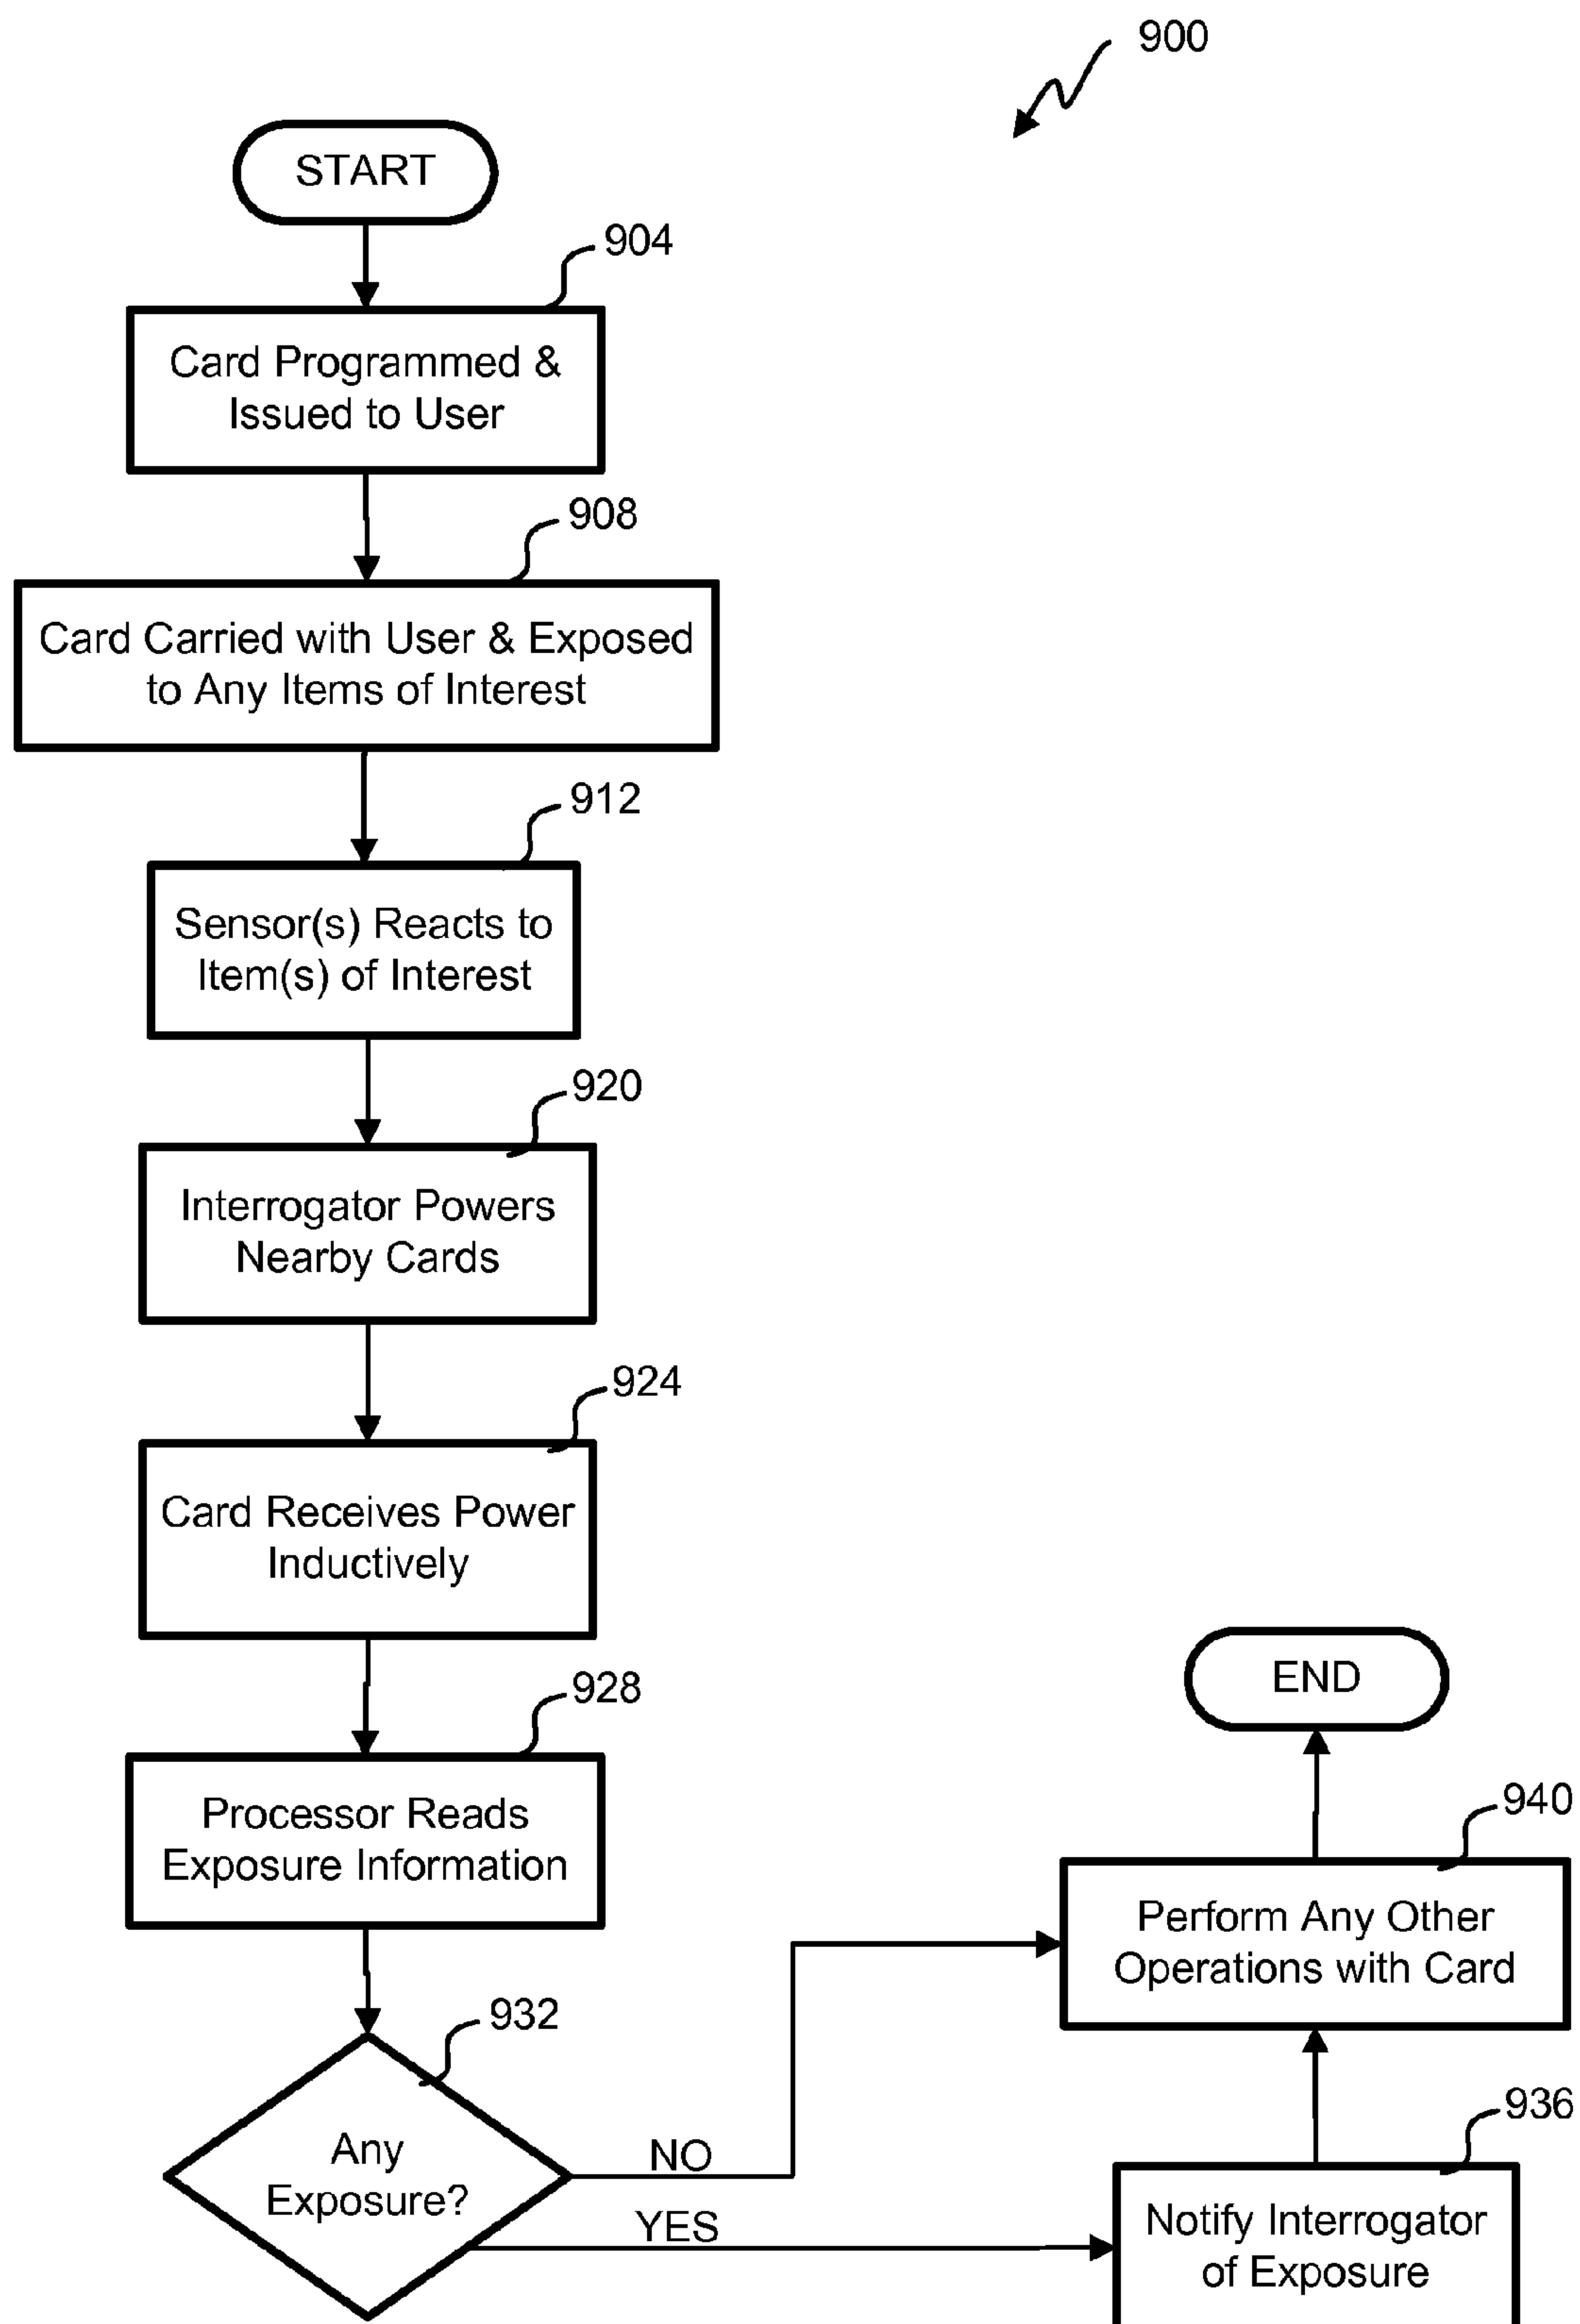 900
START
904
Card Programmed &
Issued to User
908
Card Carried with User & Exposed
to Any Items of Interest
912
Sensor(s) Reacts to
Item(s) of Interest
920
Interrogator Powers
Nearby Cards
924
Card Receives Power
Inductively
928
Processor Reads
Exposure Information
932
Any
Exposure?
NO
YES
END
940
Perform Any Other
Operations with Card
936
Notify Interrogator
of Exposure